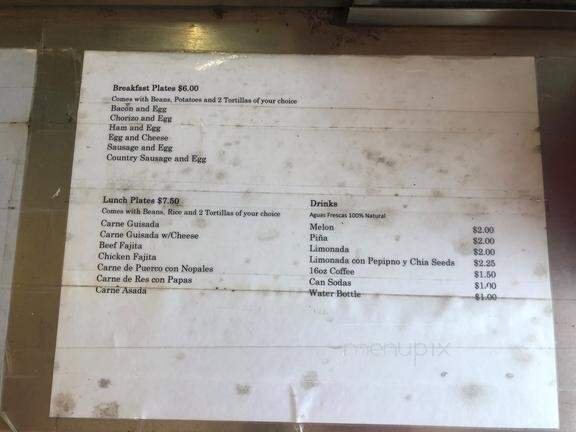 Breakfast Plates $6.00
Comes with Beans, Potatoes and 2 Tortillas of your choice
Bacon and Egg
Chorizo and Egg
Ham and Egg
Egg and Cheese
Sausage and Egg
Country Sausage and Egg
Lunch Plates $7.50
Comes with Beans, Rice and 2 Tortillas of your choice
Carne Guisada
Carne Guisada w/Cheese
Beef Fajita
Chicken Fajita
Carne de Puerco con Nopales
Carne de Res con Papas
Carne Asada
Drinks
Aguas Frescas 100% Natural
Melon $2.00
Piña $2.00
Limonada $2.00
Limonada con Pepipno y Chia Seeds $2.25
16oz Coffee $1.50
Can Sodas $1.00
Water Bottle $1.00
menupix